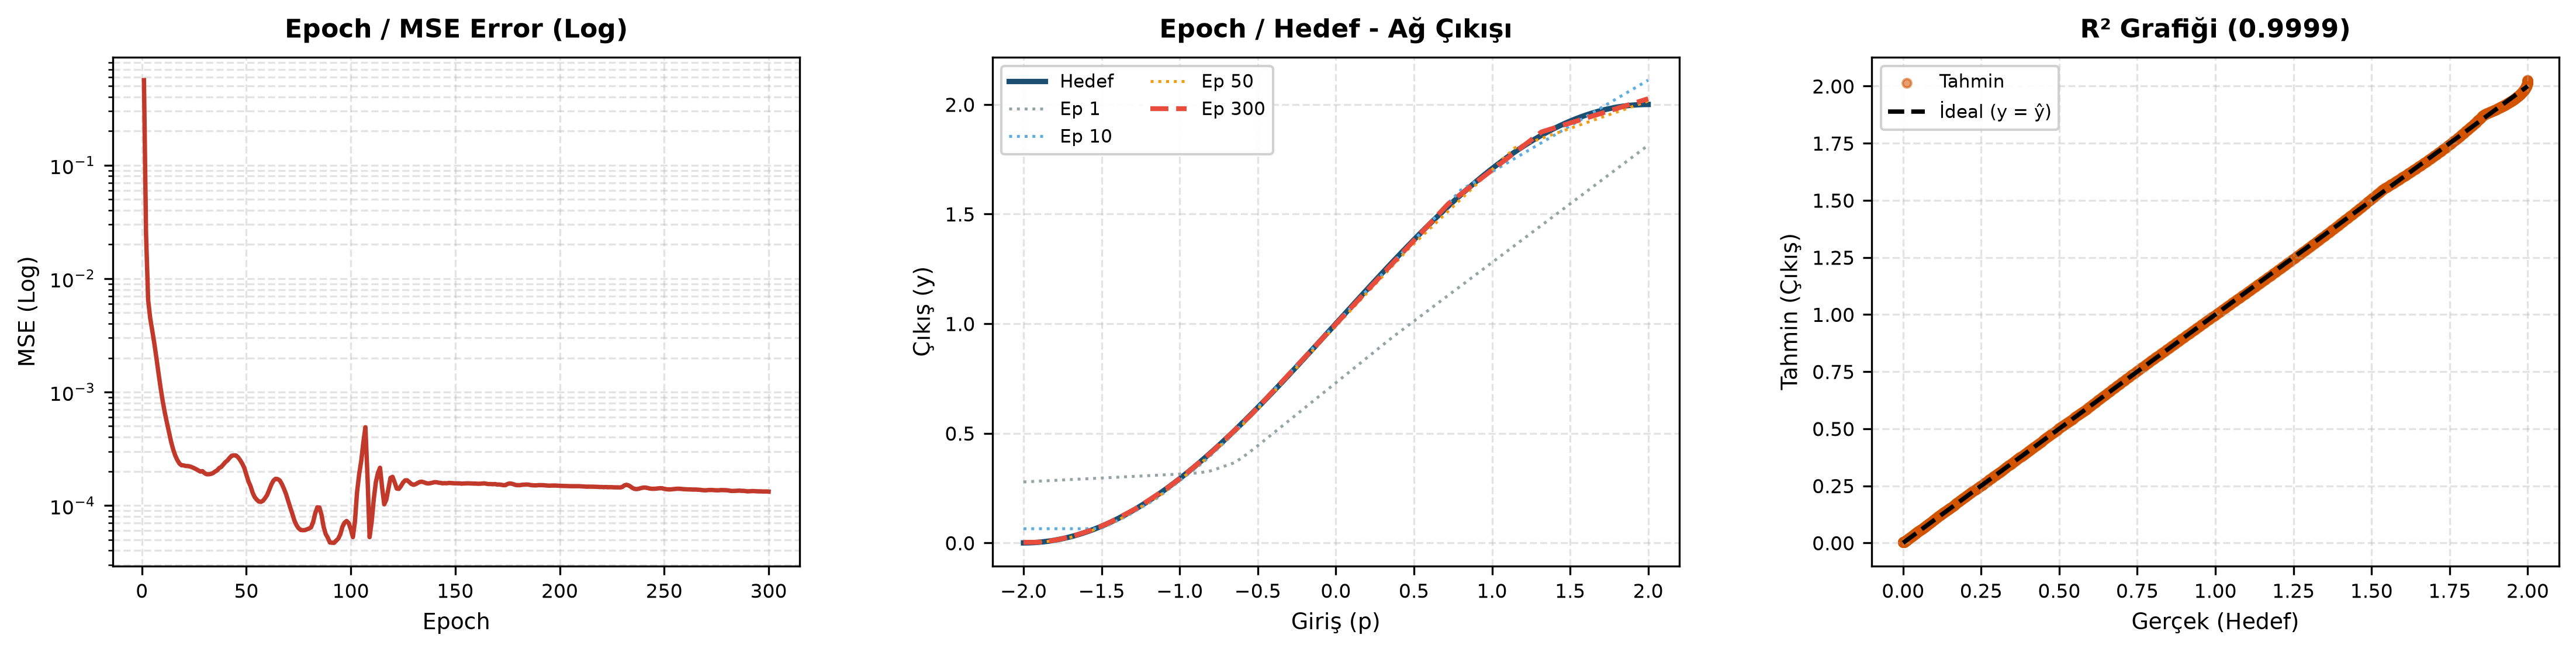 Epoch / MSE Error (Log)
MSE (Log)
10⁻¹
10⁻²
10⁻³
10⁻⁴
0 50 100 150 200 250 300
Epoch
Epoch / Hedef - Ağ Çıkışı
Hedef
Ep 1
Ep 10
Ep 50
Ep 300
Çıkış (y)
2.0
1.5
1.0
0.5
0.0
−2.0 −1.5 −1.0 −0.5 0.0 0.5 1.0 1.5 2.0
Giriş (p)
R² Grafiği (0.9999)
Tahmin
İdeal (y = ŷ)
Tahmin (Çıkış)
2.00
1.75
1.50
1.25
1.00
0.75
0.50
0.25
0.00
0.00 0.25 0.50 0.75 1.00 1.25 1.50 1.75 2.00
Gerçek (Hedef)